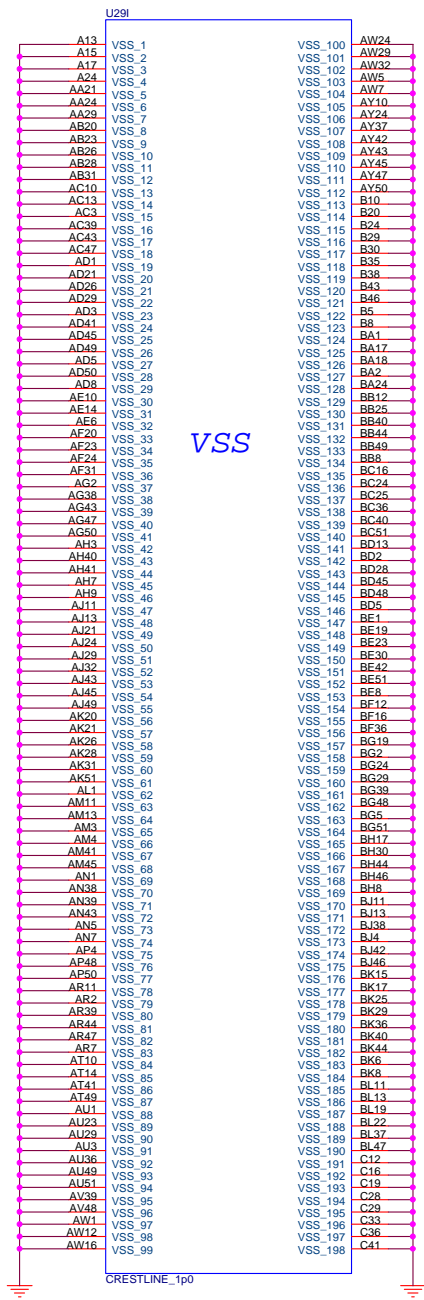 U29I
A13 VSS_1 VSS_100 AW24
A15 VSS_2 VSS_101 AW29
A17 VSS_3 VSS_102 AW32
A24 VSS_4 VSS_103 AW5
AA21 VSS_5 VSS_104 AW7
AA24 VSS_6 VSS_105 AY10
AA29 VSS_7 VSS_106 AY24
AB20 VSS_8 VSS_107 AY37
AB23 VSS_9 VSS_108 AY42
AB26 VSS_10 VSS_109 AY43
AB28 VSS_11 VSS_110 AY45
AB31 VSS_12 VSS_111 AY47
AC10 VSS_13 VSS_112 AY50
AC13 VSS_14 VSS_113 B10
AC3 VSS_15 VSS_114 B20
AC39 VSS_16 VSS_115 B24
AC43 VSS_17 VSS_116 B29
AC47 VSS_18 VSS_117 B30
AD1 VSS_19 VSS_118 B35
AD21 VSS_20 VSS_119 B38
AD26 VSS_21 VSS_120 B43
AD29 VSS_22 VSS_121 B46
AD3 VSS_23 VSS_122 B5
AD41 VSS_24 VSS_123 B8
AD45 VSS_25 VSS_124 BA1
AD49 VSS_26 VSS_125 BA17
AD5 VSS_27 VSS_126 BA18
AD50 VSS_28 VSS_127 BA2
AD8 VSS_29 VSS_128 BA24
AE10 VSS_30 VSS_129 BB12
AE14 VSS_31 VSS_130 BB25
AE6 VSS_32 VSS_131 BB40
AF20 VSS_33 VSS_132 BB44
VSS
AF23 VSS_34 VSS_133 BB49
AF24 VSS_35 VSS_134 BB8
AF31 VSS_36 VSS_135 BC16
AG2 VSS_37 VSS_136 BC24
AG38 VSS_38 VSS_137 BC25
AG43 VSS_39 VSS_138 BC36
AG47 VSS_40 VSS_139 BC40
AG50 VSS_41 VSS_140 BC51
AH3 VSS_42 VSS_141 BD13
AH40 VSS_43 VSS_142 BD2
AH41 VSS_44 VSS_143 BD28
AH7 VSS_45 VSS_144 BD45
AH9 VSS_46 VSS_145 BD48
AJ11 VSS_47 VSS_146 BD5
AJ13 VSS_48 VSS_147 BE1
AJ21 VSS_49 VSS_148 BE19
AJ24 VSS_50 VSS_149 BE23
AJ29 VSS_51 VSS_150 BE30
AJ32 VSS_52 VSS_151 BE42
AJ43 VSS_53 VSS_152 BE51
AJ45 VSS_54 VSS_153 BE8
AJ49 VSS_55 VSS_154 BF12
AK20 VSS_56 VSS_155 BF16
AK21 VSS_57 VSS_156 BF36
AK26 VSS_58 VSS_157 BG19
AK28 VSS_59 VSS_158 BG2
AK31 VSS_60 VSS_159 BG24
AK51 VSS_61 VSS_160 BG29
AL1 VSS_62 VSS_161 BG39
AM11 VSS_63 VSS_162 BG48
AM13 VSS_64 VSS_163 BG5
AM3 VSS_65 VSS_164 BG51
AM4 VSS_66 VSS_165 BH17
AM41 VSS_67 VSS_166 BH30
AM45 VSS_68 VSS_167 BH44
AN1 VSS_69 VSS_168 BH46
AN38 VSS_70 VSS_169 BH8
AN39 VSS_71 VSS_170 BJ11
AN43 VSS_72 VSS_171 BJ13
AN5 VSS_73 VSS_172 BJ38
AN7 VSS_74 VSS_173 BJ4
AP4 VSS_75 VSS_174 BJ42
AP48 VSS_76 VSS_175 BJ46
AP50 VSS_77 VSS_176 BK15
AR11 VSS_78 VSS_177 BK17
AR2 VSS_79 VSS_178 BK25
AR39 VSS_80 VSS_179 BK29
AR44 VSS_81 VSS_180 BK36
AR47 VSS_82 VSS_181 BK40
AR7 VSS_83 VSS_182 BK44
AT10 VSS_84 VSS_183 BK6
AT14 VSS_85 VSS_184 BK8
AT41 VSS_86 VSS_185 BL11
AT49 VSS_87 VSS_186 BL13
AU1 VSS_88 VSS_187 BL19
AU23 VSS_89 VSS_188 BL22
AU29 VSS_90 VSS_189 BL37
AU3 VSS_91 VSS_190 BL47
AU36 VSS_92 VSS_191 C12
AU49 VSS_93 VSS_192 C16
AU51 VSS_94 VSS_193 C19
AV39 VSS_95 VSS_194 C28
AV48 VSS_96 VSS_195 C29
AW1 VSS_97 VSS_196 C33
AW12 VSS_98 VSS_197 C36
AW16 VSS_99 VSS_198 C41
CRESTLINE_1p0